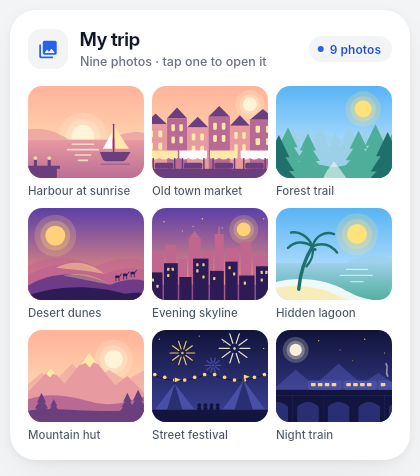 My trip
Nine photos · tap one to open it
9 photos
Harbour at sunrise
Old town market
Forest trail
Desert dunes
Evening skyline
Hidden lagoon
Mountain hut
Street festival
Night train